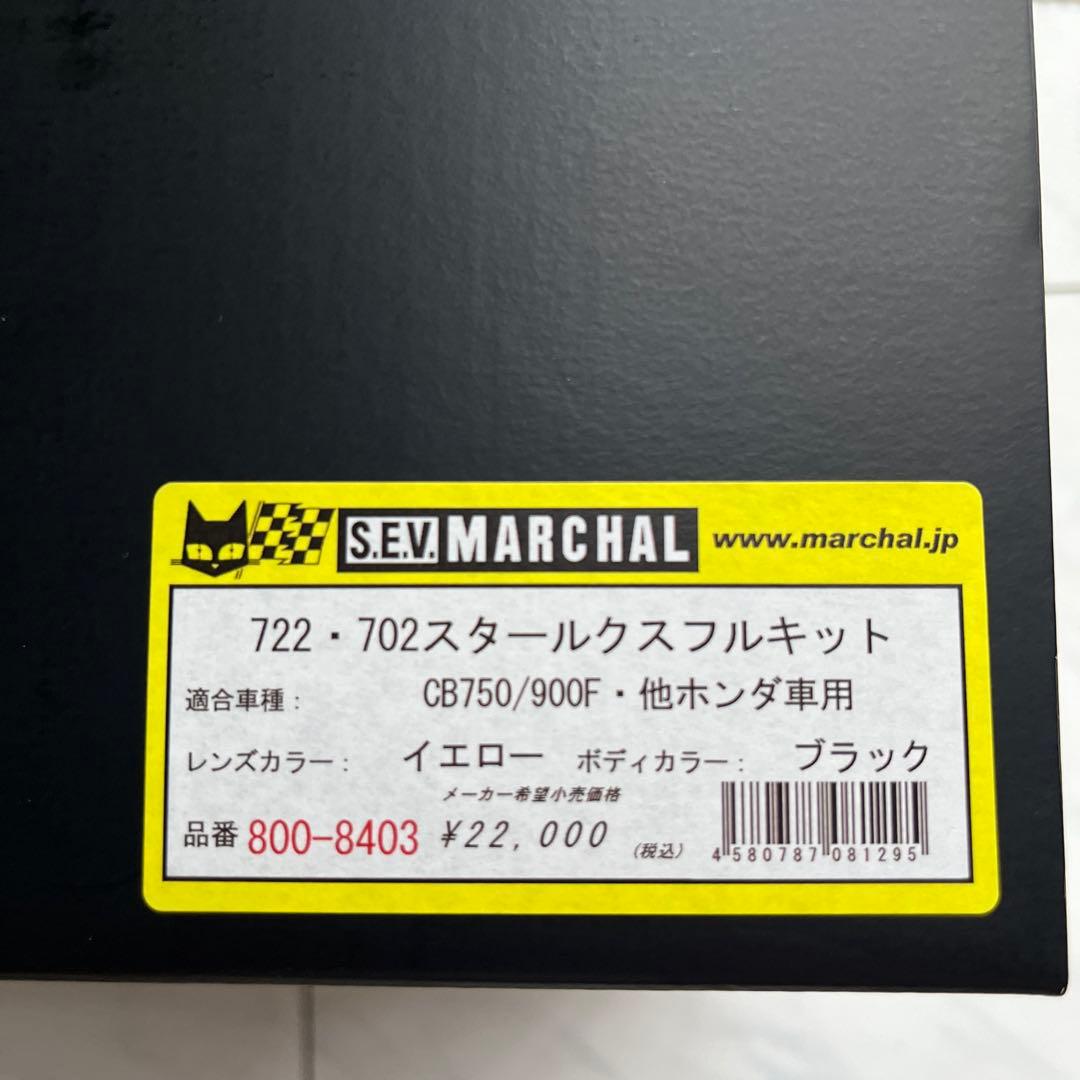 S.E.V. MARCHAL www.marchal.jp
722・702スタールクスフルキット
適合車種： CB750/900F・他ホンダ車用
レンズカラー： イエロー ボディカラー： ブラック
メーカー希望小売価格
品番 800-8403 ¥22,000 (税込)
4 580787 081295